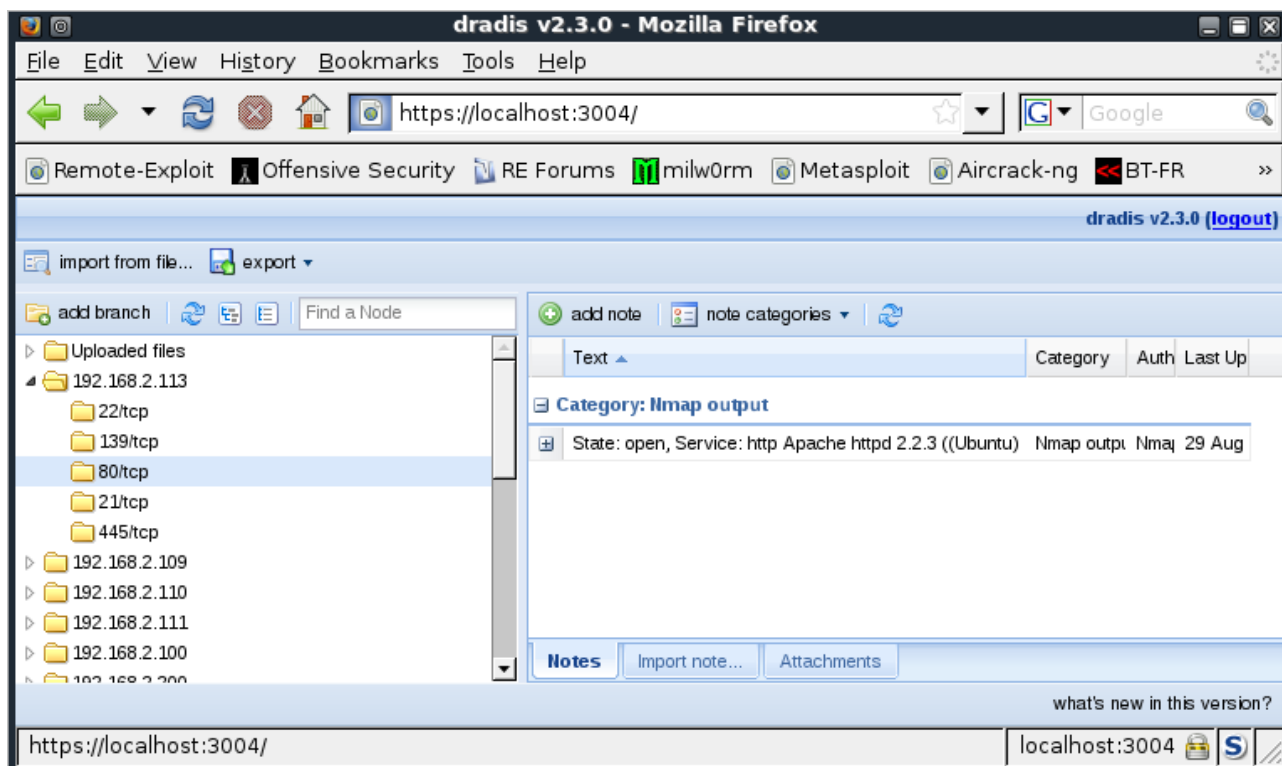 dradis v2.3.0 - Mozilla Firefox
File Edit View History Bookmarks Tools Help
https://localhost:3004/ G Google
Remote-Exploit Offensive Security RE Forums milw0rm Metasploit Aircrack-ng BT-FR »
dradis v2.3.0 (logout)
import from file... export
add branch Find a Node
Uploaded files
192.168.2.113
22/tcp
139/tcp
80/tcp
21/tcp
445/tcp
192.168.2.109
192.168.2.110
192.168.2.111
192.168.2.100
192.168.2.200
add note note categories
Text Category Auth Last Up
Category: Nmap output
State: open, Service: http Apache httpd 2.2.3 ((Ubuntu) Nmap outpu Nmap 29 Aug
Notes Import note... Attachments
what's new in this version?
https://localhost:3004/ localhost:3004 S